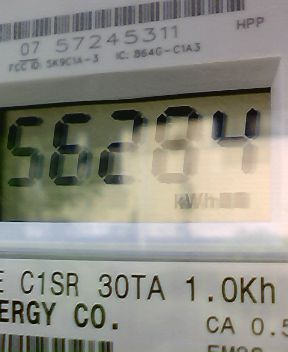 HPP
07 57245311
FCC ID: SK9C1A-3 IC: 864G-C1A3
56284
kWh
E C1SR 30TA 1.0Kh
ERGY CO.
CA 0.5